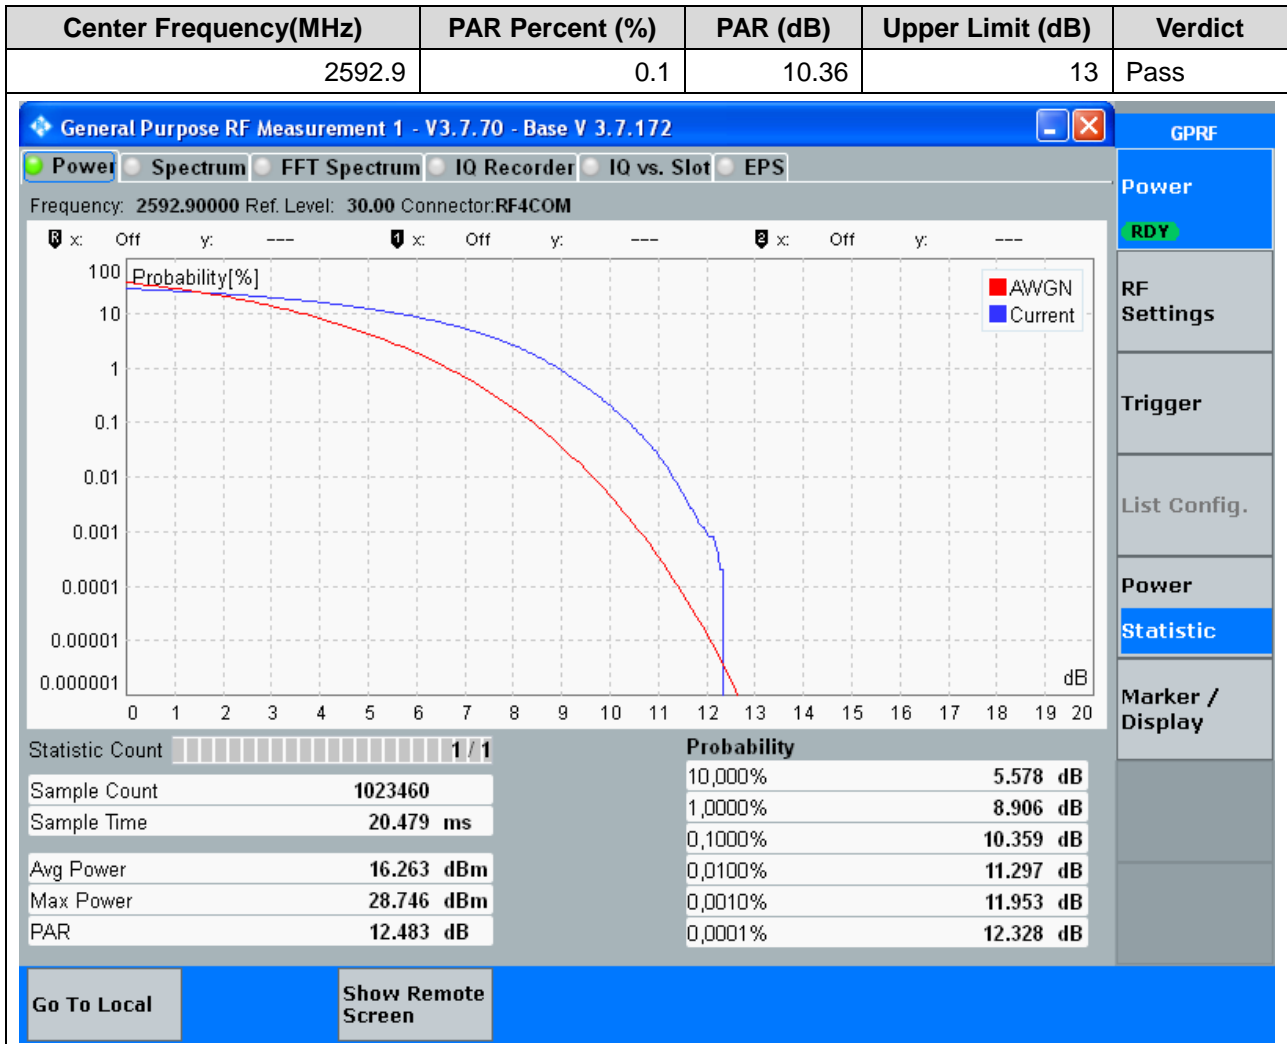 Center Frequency(MHz) PAR Percent (%) PAR (dB) Upper Limit (dB) Verdict
2592.9 0.1 10.36 13 Pass
General Purpose RF Measurement 1 - V3.7.70 - Base V 3.7.172
GPRF
Power Spectrum FFT Spectrum IQ Recorder IQ vs. Slot EPS
Frequency: 2592.90000 Ref. Level: 30.00 Connector:RF4COM
R x: Off y: --- 1 x: Off y: --- 2 x: Off y: ---
Probability[%]
AWGN
Current
100
10
1
0.1
0.01
0.001
0.0001
0.00001
0.000001
dB
0 1 2 3 4 5 6 7 8 9 10 11 12 13 14 15 16 17 18 19 20
Power
RDY
RF
Settings
Trigger
List Config.
Power
Statistic
Marker /
Display
Statistic Count 1 / 1
Sample Count 1023460
Sample Time 20.479 ms
Avg Power 16.263 dBm
Max Power 28.746 dBm
PAR 12.483 dB
Probability
10,000% 5.578 dB
1,0000% 8.906 dB
0,1000% 10.359 dB
0,0100% 11.297 dB
0,0010% 11.953 dB
0,0001% 12.328 dB
Go To Local
Show Remote
Screen